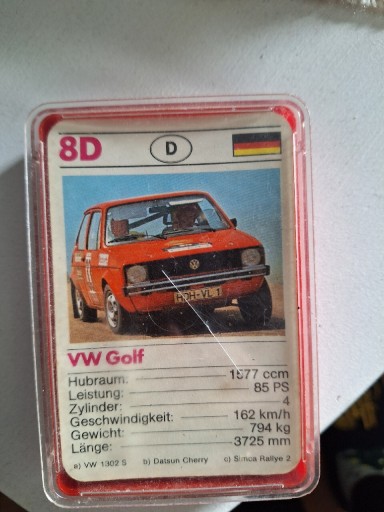 8D D
VW Golf
Hubraum: 1577 ccm
Leistung: 85 PS
Zylinder: 4
Geschwindigkeit: 162 km/h
Gewicht: 794 kg
Länge: 3725 mm
a) VW 1302 S b) Datsun Cherry c) Simca Rallye 2